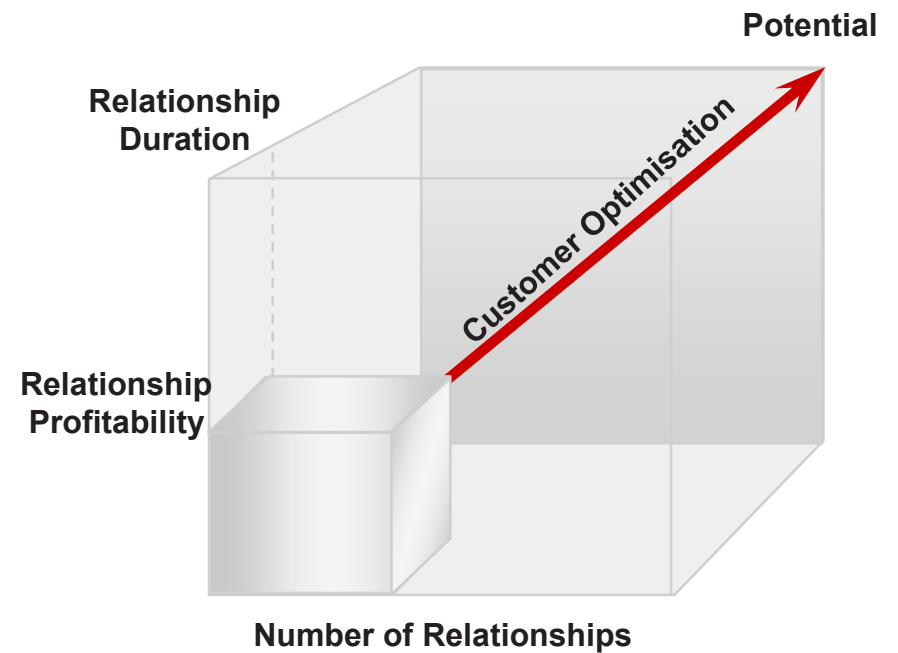 Potential
Relationship
Duration
Customer Optimisation
Relationship
Profitability
Number of Relationships